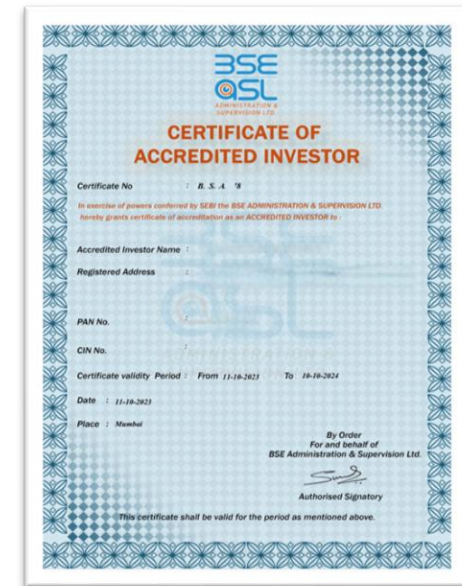 BSE
ASL
ADMINISTRATION &
SUPERVISION LTD.
CERTIFICATE OF
ACCREDITED INVESTOR
Certificate No : B. S. A '8
In exercise of powers conferred by SEBI the BSE ADMINISTRATION & SUPERVISION LTD.
hereby grants certificate of accreditation as an ACCREDITED INVESTOR to :
Accredited Investor Name :
Registered Address :
PAN No. :
CIN No. :
Certificate validity Period : From 11-10-2023 To 10-10-2024
Date : 11-10-2023
Place : Mumbai
By Order
For and behalf of
BSE Administration & Supervision Ltd.
Authorised Signatory
This certificate shall be valid for the period as mentioned above.